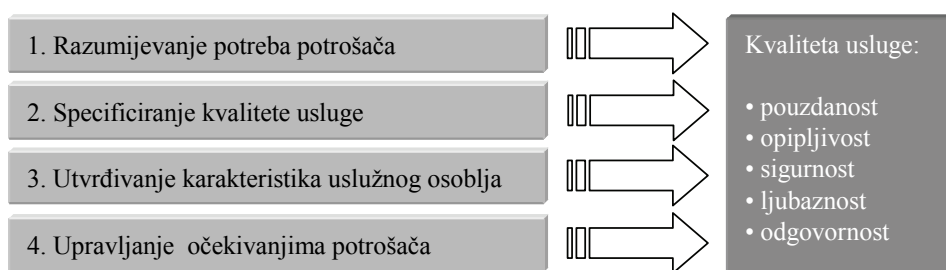 1. Razumijevanje potreba potrošača
2. Specificiranje kvalitete usluge
3. Utvrđivanje karakteristika uslužnog osoblja
4. Upravljanje očekivanjima potrošača
Kvaliteta usluge:
• pouzdanost
• opipljivost
• sigurnost
• ljubaznost
• odgovornost